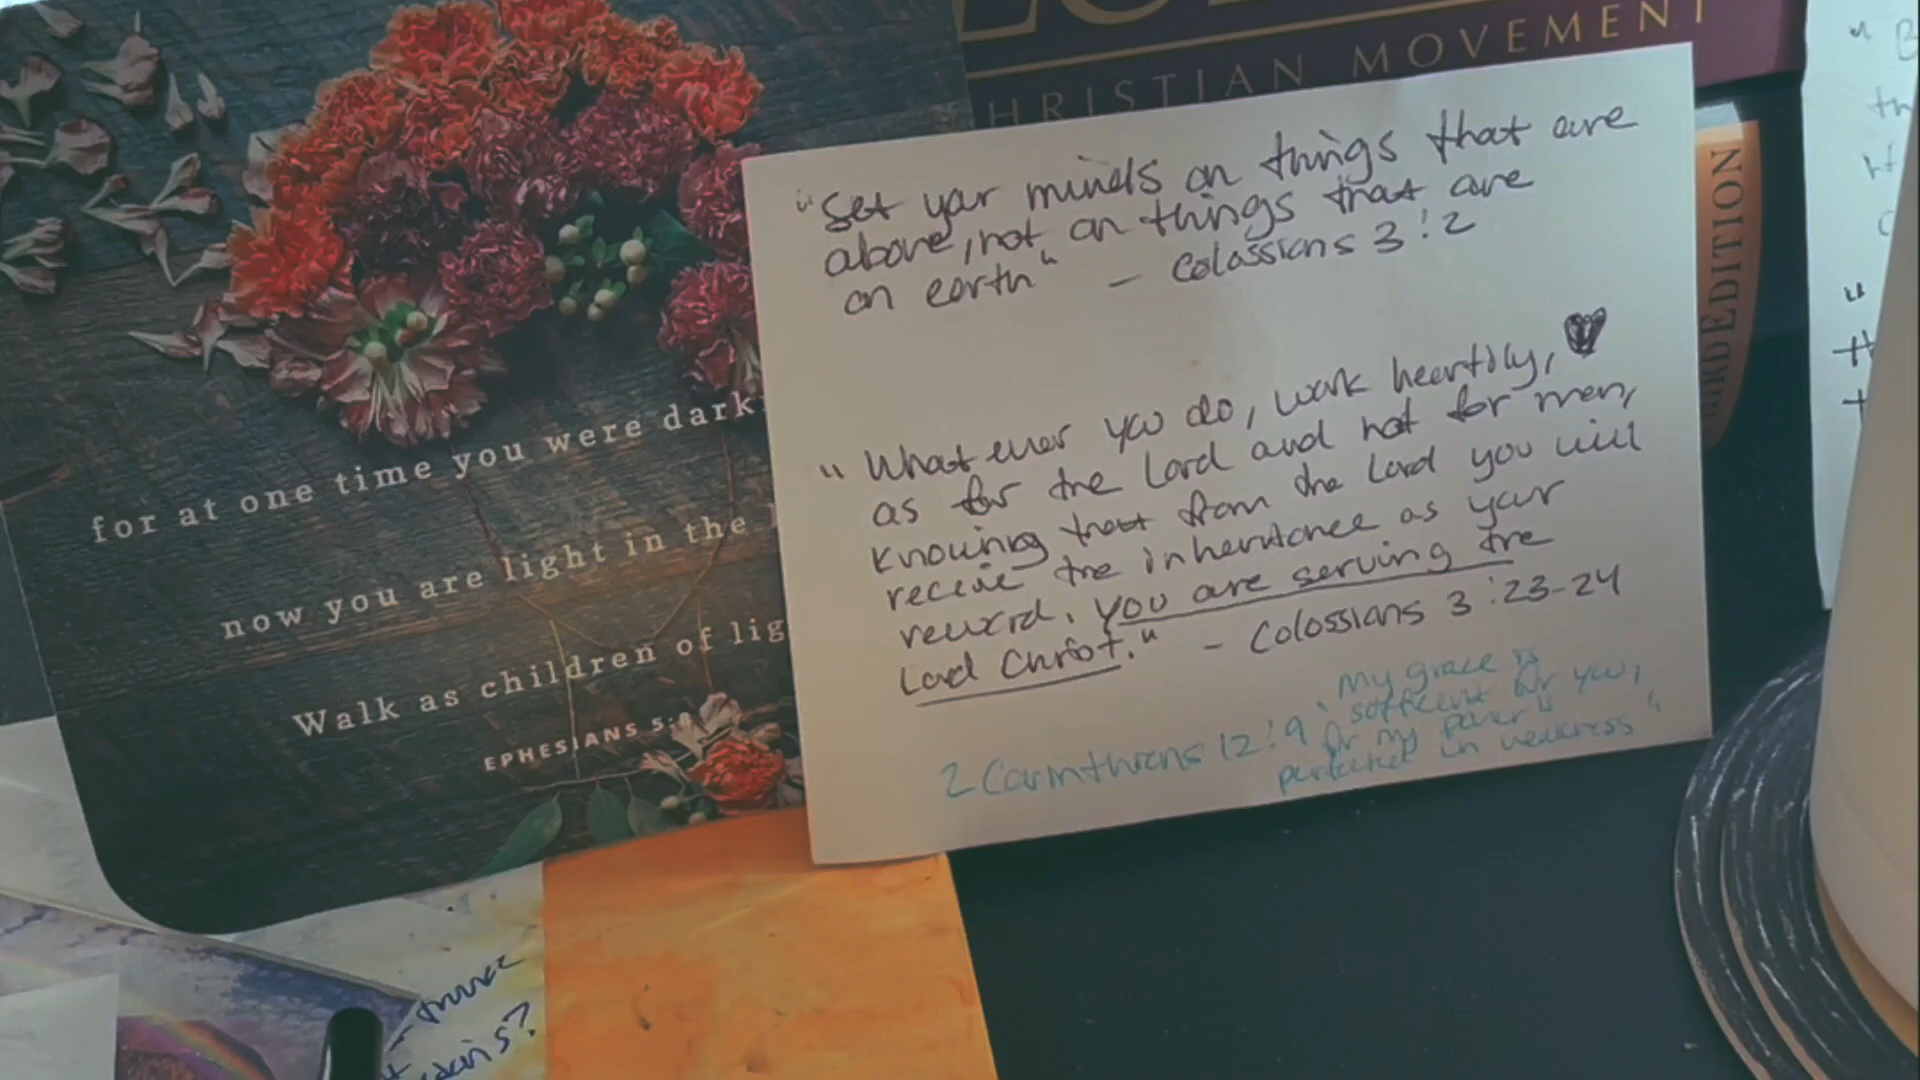 for at one time you were dark
now you are light in the
Walk as children of lig
EPHESIANS 5:8
HRISTIAN MOVEMENT
"Set your minds on things that are
above, not on things that are
on earth" - Colossians 3:2
"Whatever you do, work heartily,
as for the Lord and not for men,
knowing that from the Lord you will
receive the inheritance as your
reward. You are serving the
Lord Christ." - Colossians 3:23-24
2 Corinthians 12:9 "My grace is
sufficient for you,
for my power is
perfected in weakness"
EDITION